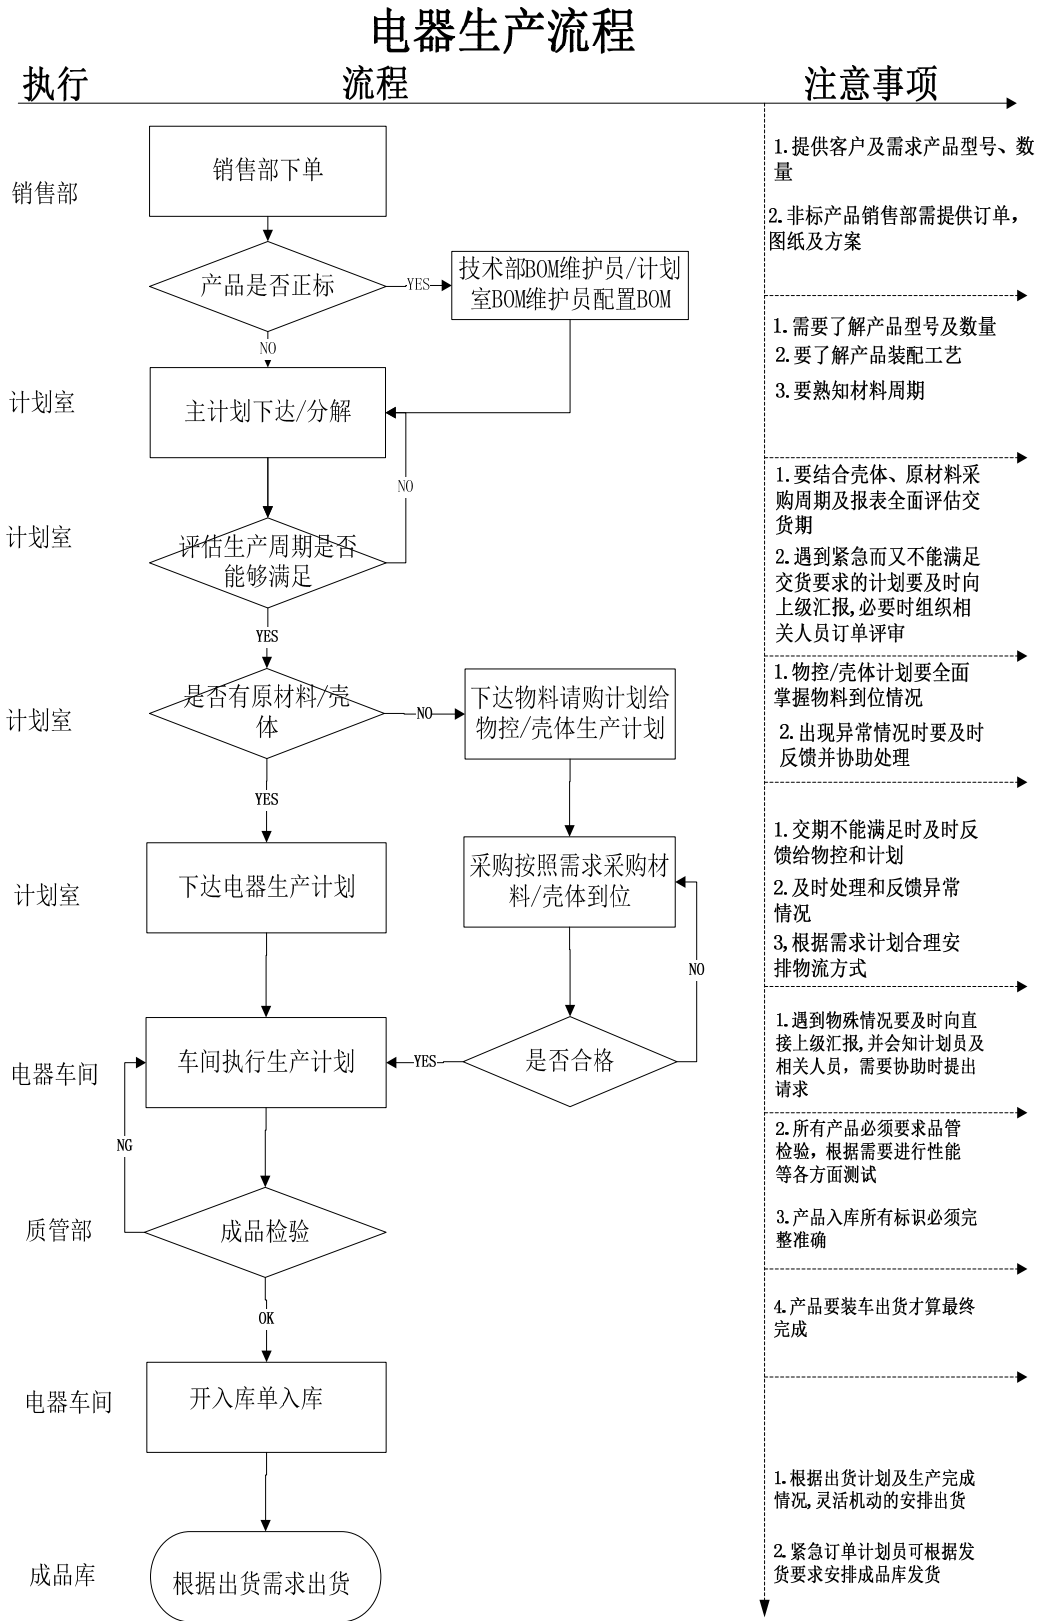 电器生产流程
执行
流程
注意事项
销售部
销售部下单
1.提供客户及需求产品型号、数
量
2.非标产品销售部需提供订单,
图纸及方案
产品是否正标
YES
技术部BOM维护员/计划
室BOM维护员配置BOM
NO
1.需要了解产品型号及数量
2.要了解产品装配工艺
3.要熟知材料周期
计划室
主计划下达/分解
NO
计划室
评估生产周期是否
能够满足
1.要结合壳体、原材料采
购周期及报表全面评估交
货期
2.遇到紧急而又不能满足
交货要求的计划要及时向
上级汇报,必要时组织相
关人员订单评审
YES
计划室
是否有原材料/壳
体
NO
下达物料请购计划给
物控/壳体生产计划
1.物控/壳体计划要全面
掌握物料到位情况
2.出现异常情况时要及时
反馈并协助处理
YES
计划室
下达电器生产计划
采购按照需求采购材
料/壳体到位
NO
1.交期不能满足时及时反
馈给物控和计划
2.及时处理和反馈异常
情况
3,根据需求计划合理安
排物流方式
电器车间
车间执行生产计划
YES
是否合格
1.遇到物殊情况要及时向直
接上级汇报,并会知计划员及
相关人员，需要协助时提出
请求
NG
2.所有产品必须要求品管
检验，根据需要进行性能
等各方面测试
3.产品入库所有标识必须完
整准确
质管部
成品检验
OK
4.产品要装车出货才算最终
完成
电器车间
开入库单入库
1.根据出货计划及生产完成
情况,灵活机动的安排出货
2.紧急订单计划员可根据发
货要求安排成品库发货
成品库
根据出货需求出货